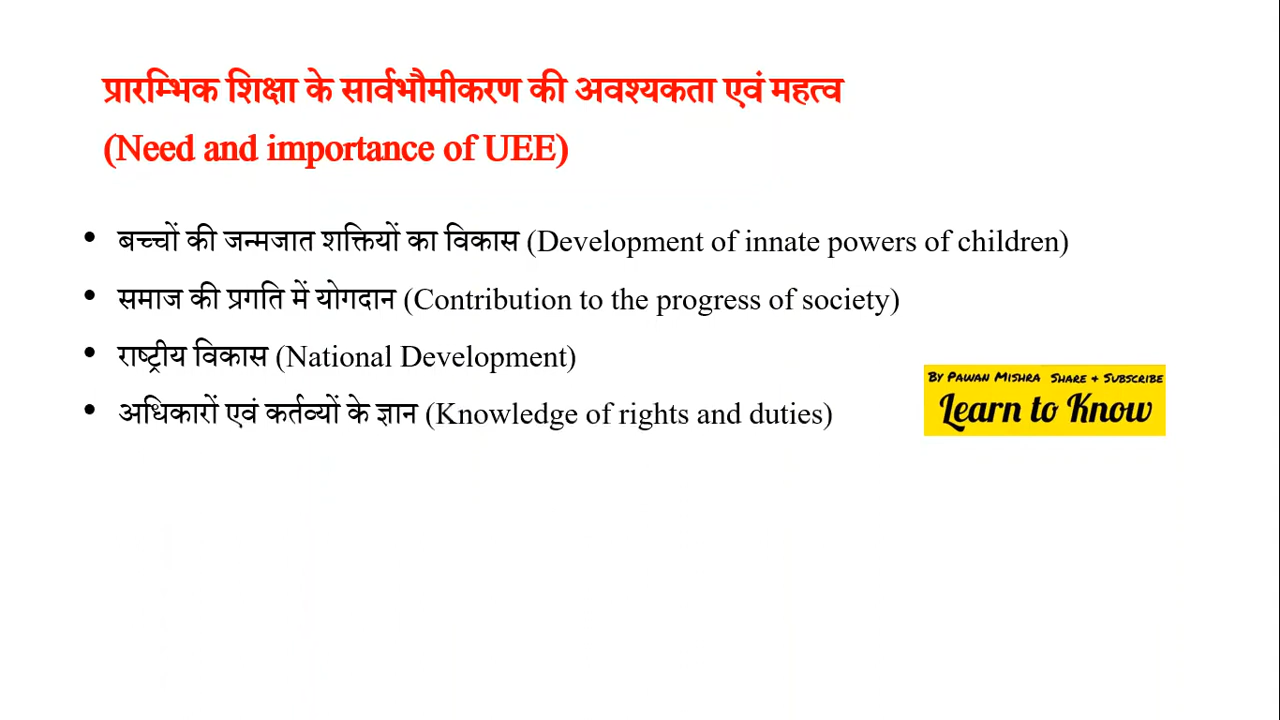 प्रारम्भिक शिक्षा के सार्वभौमीकरण की अवश्यकता एवं महत्व
(Need and importance of UEE)
• बच्चों की जन्मजात शक्तियों का विकास (Development of innate powers of children)
• समाज की प्रगति में योगदान (Contribution to the progress of society)
• राष्ट्रीय विकास (National Development)
• अधिकारों एवं कर्तव्यों के ज्ञान (Knowledge of rights and duties)
By Pawan Mishra Share + Subscribe
Learn to Know